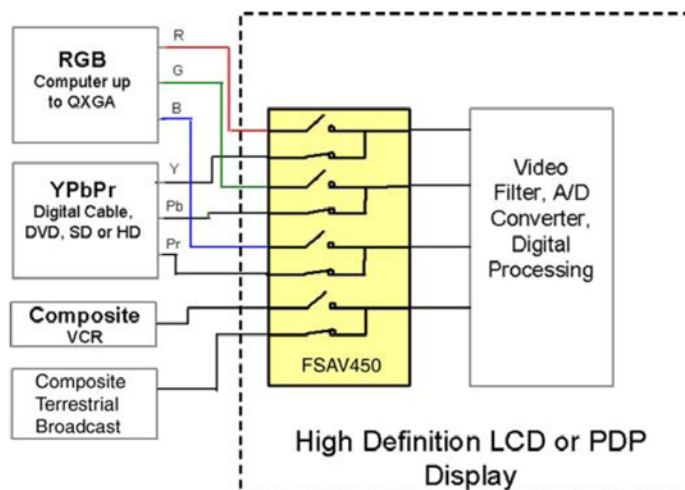 RGB
Computer up
to QXGA
R
G
B
YPbPr
Digital Cable,
DVD, SD or HD
Y
Pb
Pr
Composite
VCR
Composite
Terrestrial
Broadcast
FSAV450
Video
Filter, A/D
Converter,
Digital
Processing
High Definition LCD or PDP
Display